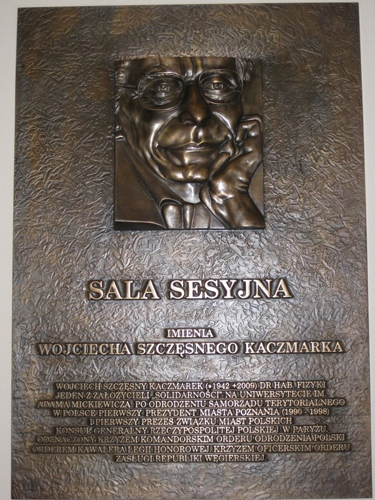 SALA SESYJNA
IMIENIA
WOJCIECHA SZCZĘSNEGO KACZMARKA
WOJCIECH SZCZĘSNY KACZMAREK (*1942 +2009) DR HAB. FIZYKI
JEDEN Z ZAŁOŻYCIELI „SOLIDARNOŚCI" NA UNIWERSYTECIE IM.
ADAMA MICKIEWICZA, PO ODRODZENIU SAMORZĄDU TERYTORIALNEGO
W POLSCE PIERWSZY PREZYDENT MIASTA POZNANIA (1990-1998)
I PIERWSZY PREZES ZWIĄZKU MIAST POLSKICH
KONSUL GENERALNY RZECZYPOSPOLITEJ POLSKIEJ W PARYŻU.
ODZNACZONY KRZYŻEM KOMANDORSKIM ORDERU ODRODZENIA POLSKI
ORDEREM KAWALERA LEGII HONOROWEJ, KRZYŻEM OFICERSKIM ORDERU
ZASŁUGI REPUBLIKI WĘGIERSKIEJ